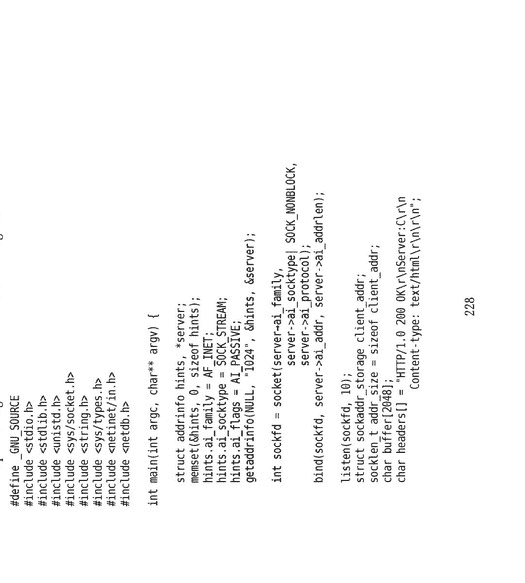 #define _GNU_SOURCE
#include <stdio.h>
#include <stdlib.h>
#include <unistd.h>
#include <sys/socket.h>
#include <string.h>
#include <sys/types.h>
#include <netinet/in.h>
#include <netdb.h>
int main(int argc, char** argv) {
struct addrinfo hints, *server;
memset(&hints, 0, sizeof hints);
hints.ai_family = AF_INET;
hints.ai_socktype = SOCK_STREAM;
hints.ai_flags = AI_PASSIVE;
getaddrinfo(NULL, "1024", &hints, &server);
int sockfd = socket(server->ai_family,
server->ai_socktype| SOCK_NONBLOCK,
server->ai_protocol);
bind(sockfd, server->ai_addr, server->ai_addrlen);
listen(sockfd, 10);
struct sockaddr_storage client_addr;
socklen_t addr_size = sizeof client_addr;
char buffer[2048];
char headers[] = "HTTP/1.0 200 OK\r\nServer:C\r\n
Content-type: text/html\r\n\r\n";
228